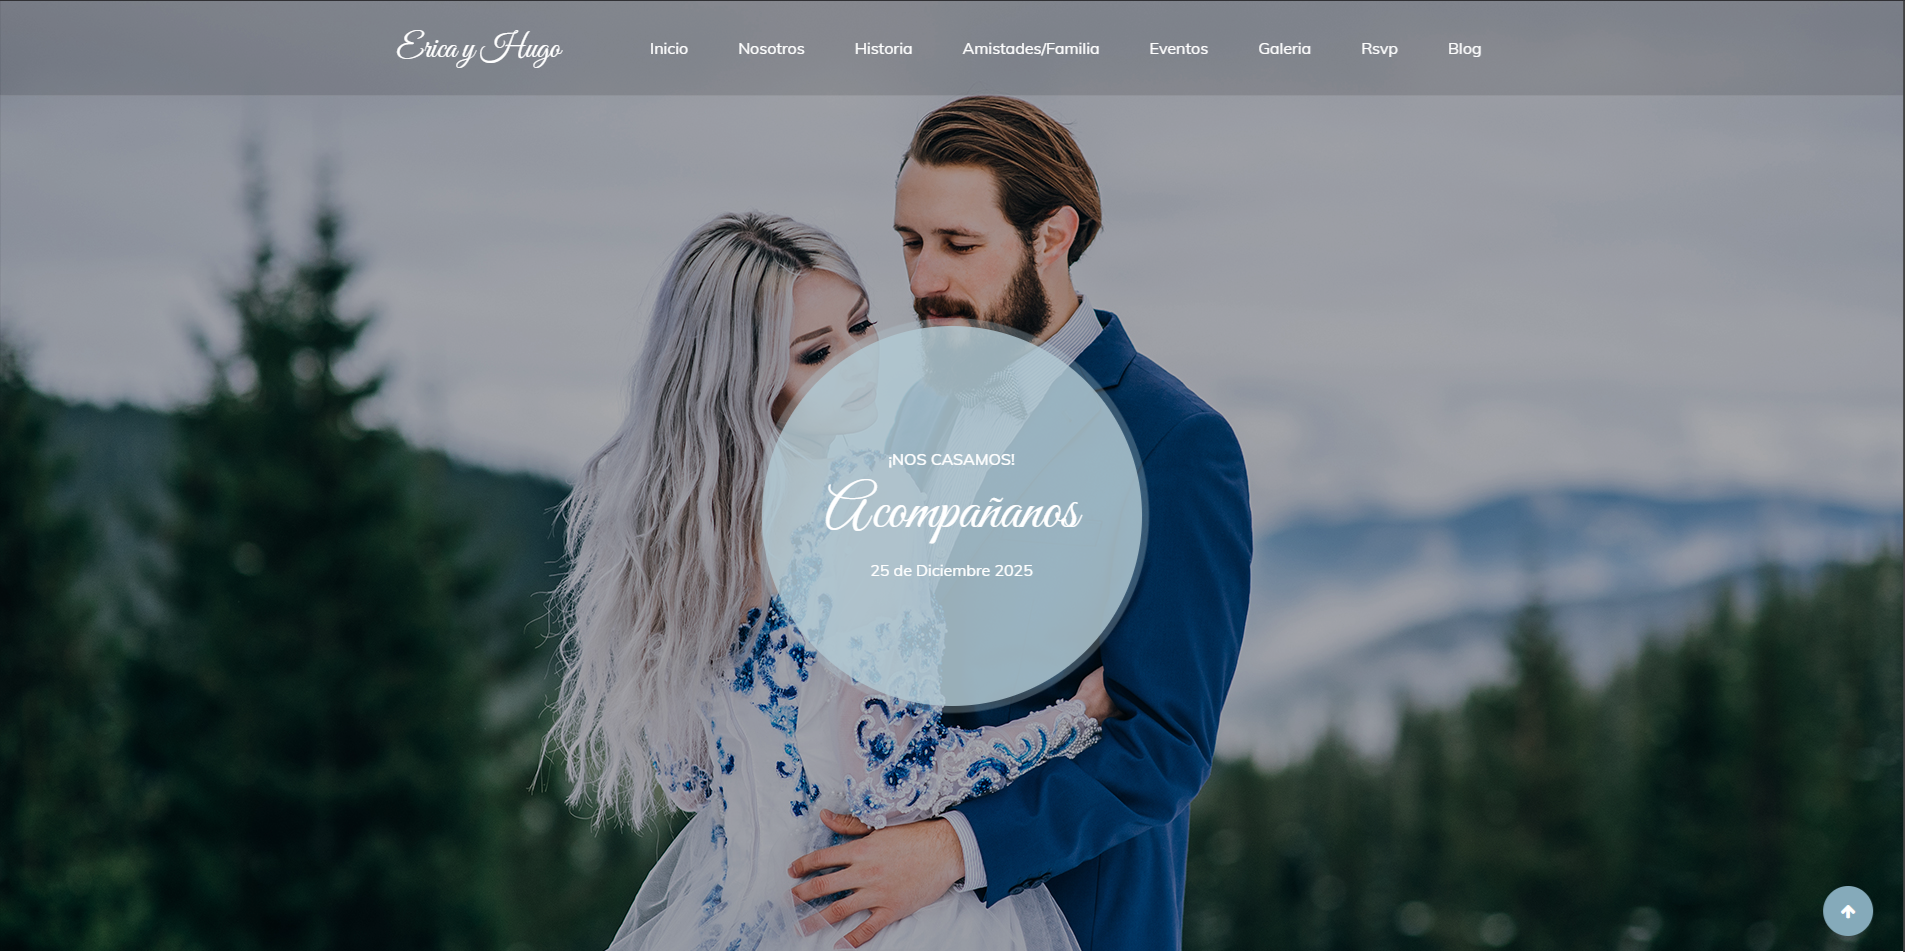 Erica y Hugo
Inicio Nosotros Historia Amistades/Familia Eventos Galeria Rsvp Blog
¡NOS CASAMOS!
Acompañanos
25 de Diciembre 2025